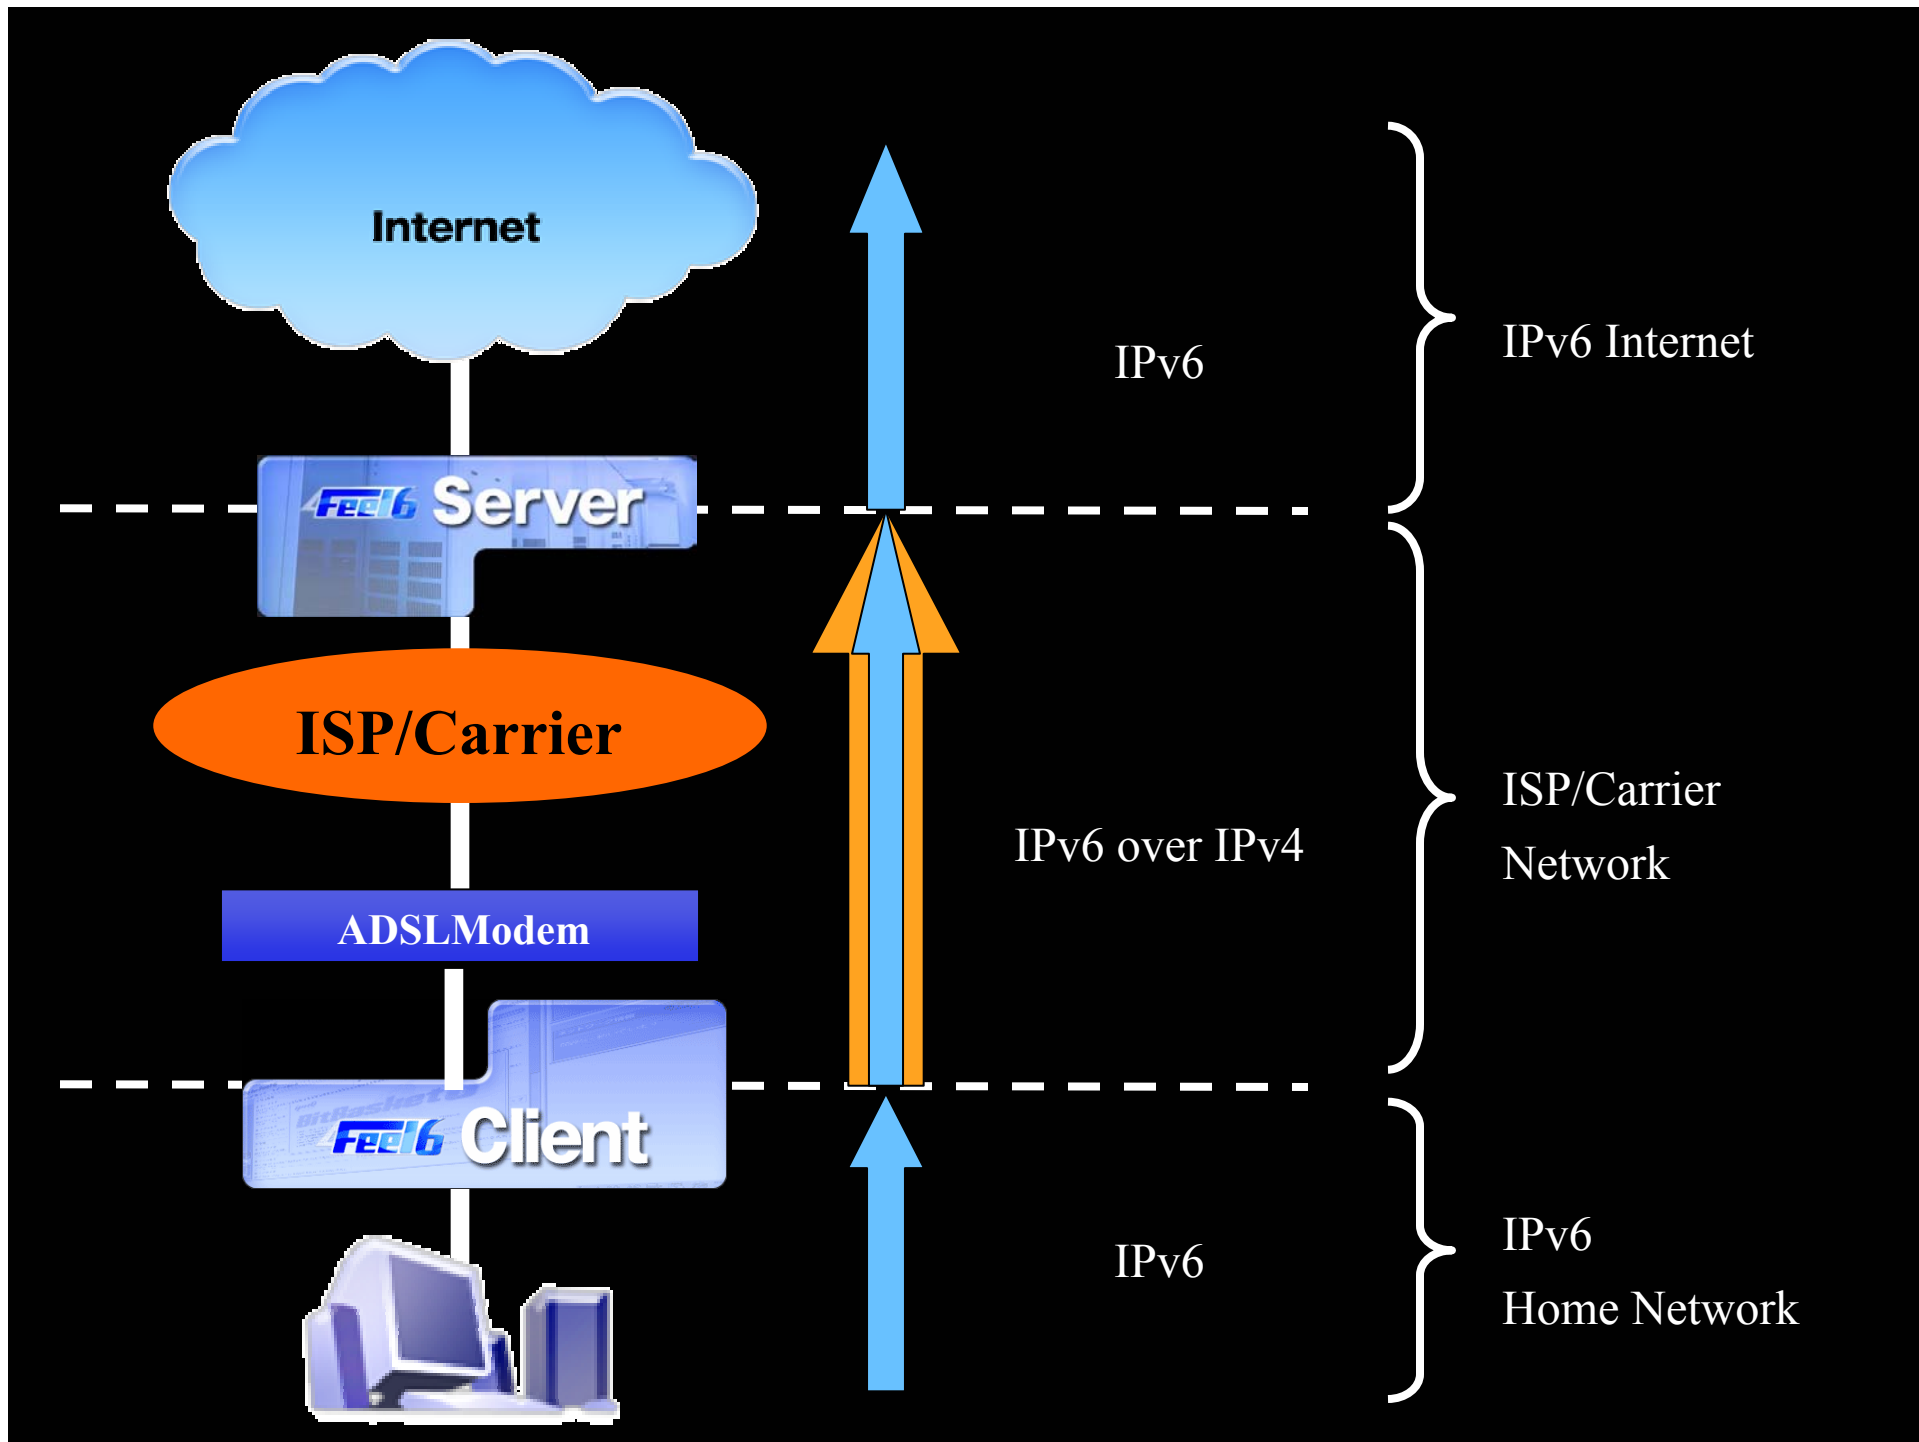 Internet
IPv6
IPv6 Internet
Feel6 Server
ISP/Carrier
IPv6 over IPv4
ISP/Carrier
Network
ADSLModem
BitBasket
Feel6 Client
IPv6
IPv6
Home Network